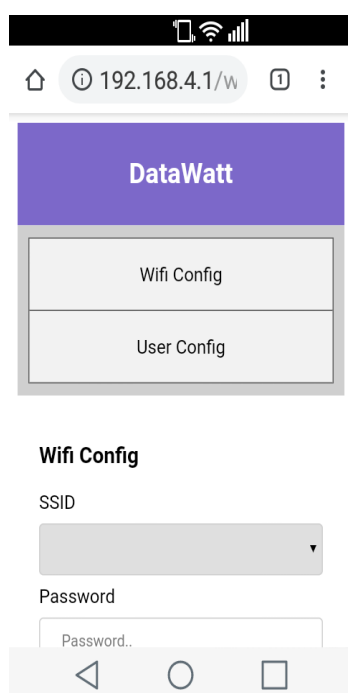 192.168.4.1/w
1
DataWatt
Wifi Config
User Config
Wifi Config
SSID
Password
Password..